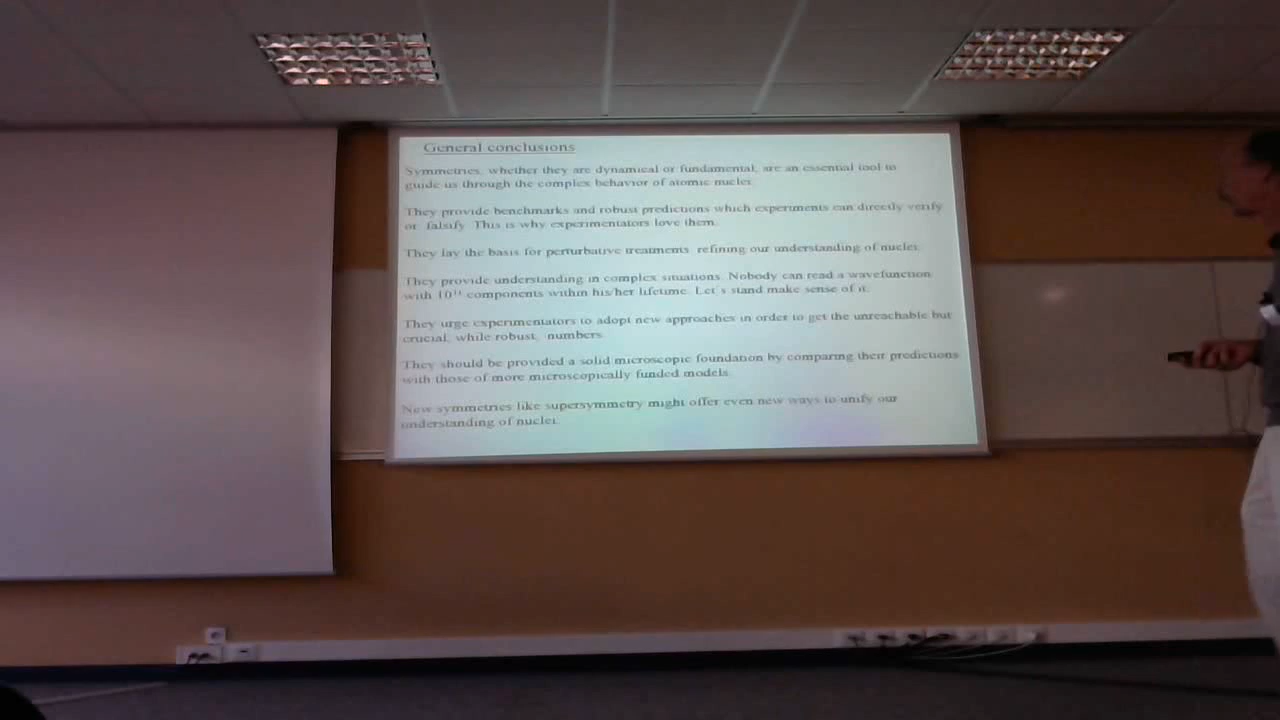 General conclusions
Symmetries, whether they are dynamical or fundamental, are an essential tool to
guide us through the complex behavior of atomic nuclei.
They provide benchmarks and robust predictions which experiments can directly verify
or falsify. This is why experimentators love them.
They lay the basis for perturbative treatments refining our understanding of nuclei.
They provide understanding in complex situations. Nobody can read a wavefunction
with 10 components within his/her lifetime. Let's stand make sense of it.
They urge experimentators to adopt new approaches in order to get the unreachable but
crucial, while robust, numbers.
They should be provided a solid microscopic foundation by comparing their predictions
with those of more microscopically funded models.
New symmetries like supersymmetry might offer even new ways to unify our
understanding of nuclei.